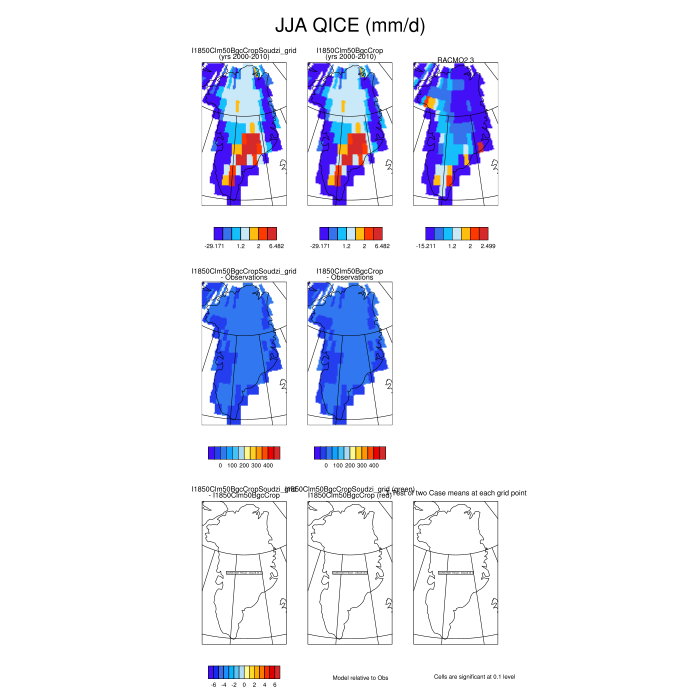 JJA QICE (mm/d)
I1850Clm50BgcCropSoudzi_grid
(yrs 2000-2010)
I1850Clm50BgcCrop
(yrs 2000-2010)
RACMO2.3
-29.171 1.2 2 6.482
-29.171 1.2 2 6.482
-15.211 1.2 2 2.499
I1850Clm50BgcCropSoudzi_grid
- Observations
I1850Clm50BgcCrop
- Observations
0 100 200 300 400
0 100 200 300 400
I1850Clm50BgcCropSoudzi_grid
- I1850Clm50BgcCrop
I1850Clm50BgcCropSoudzi_grid (green)
I1850Clm50BgcCrop (red)
Test of two Case means at each grid point
-6 -4 -2 0 2 4 6
Model relative to Obs
Cells are significant at 0.1 level